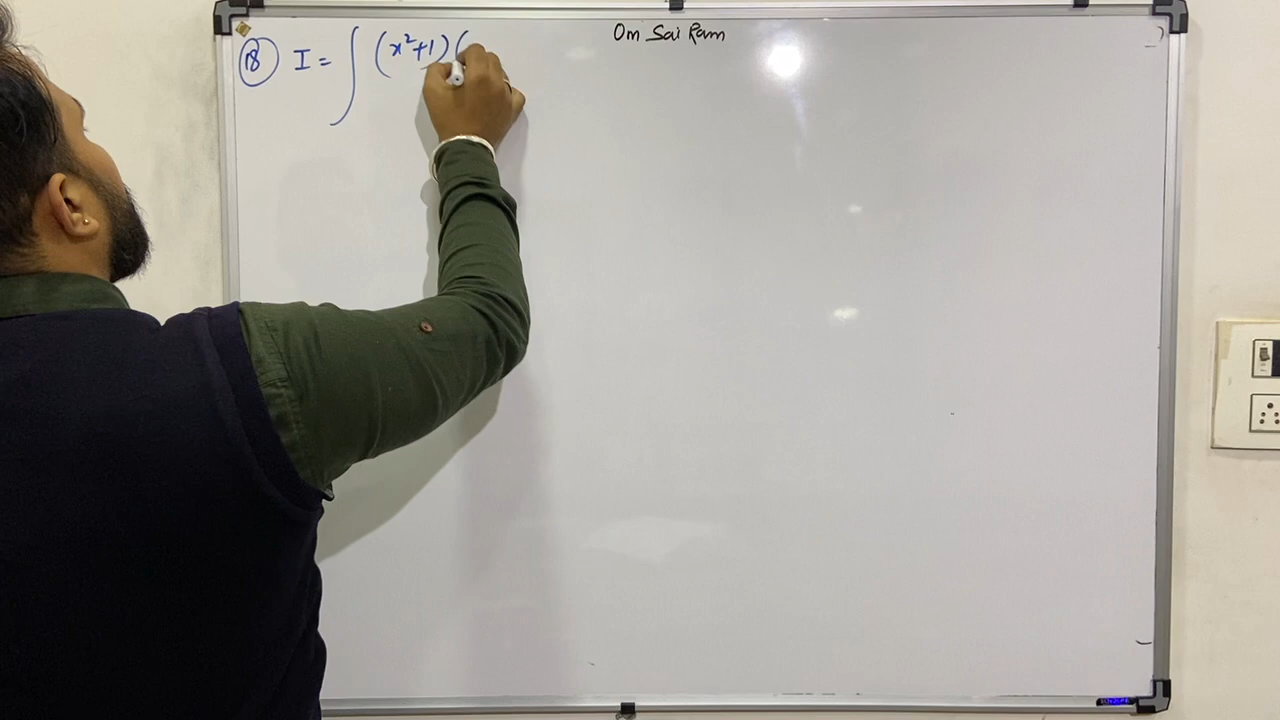 Om Sai Ram
(18) I = ∫ (x²+1)(